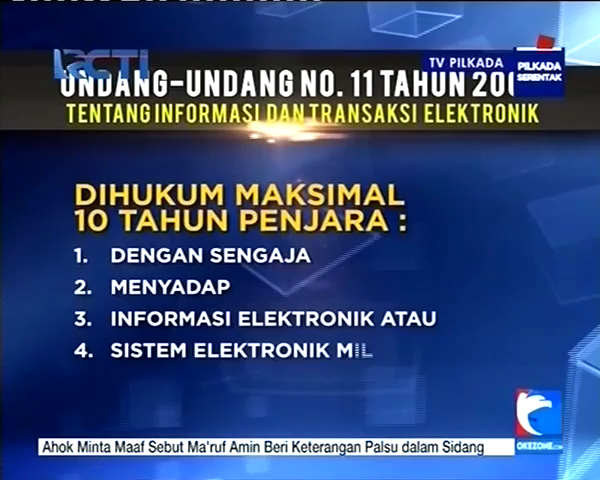 RCTI
TV PILKADA
PILKADA
SERENTAK
UNDANG-UNDANG NO. 11 TAHUN
TENTANG INFORMASI DAN TRANSAKSI ELEKTRONIK
DIHUKUM MAKSIMAL
10 TAHUN PENJARA :
1. DENGAN SENGAJA
2. MENYADAP
3. INFORMASI ELEKTRONIK ATAU
4. SISTEM ELEKTRONIK MIL
OKEZONE.COM
Ahok Minta Maaf Sebut Ma'ruf Amin Beri Keterangan Palsu dalam Sidang